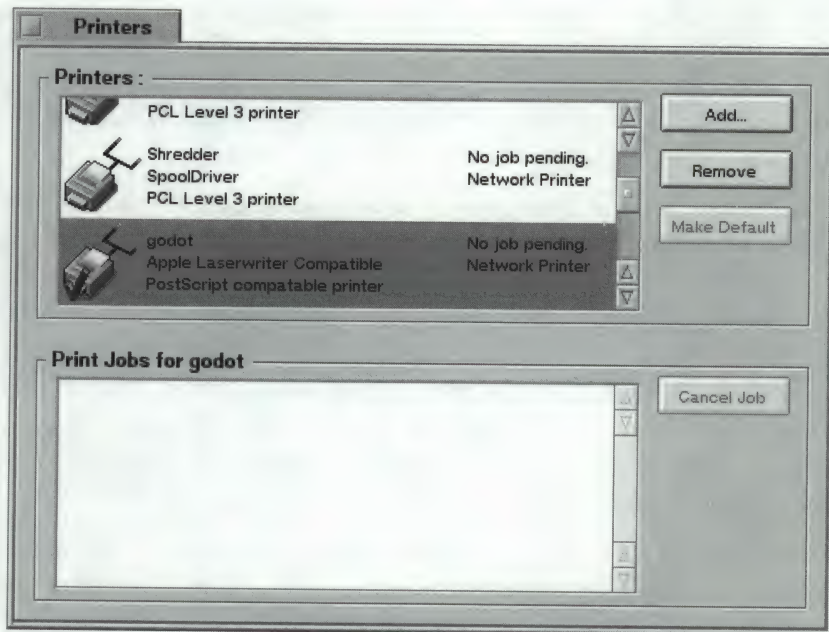 Printers
Printers :
PCL Level 3 printer
Add...
Shredder
No job pending.
SpoolDriver
Network Printer
PCL Level 3 printer
Remove
Make Default
godot
No job pending.
Apple Laserwriter Compatible
Network Printer
PostScript compatable printer
Print Jobs for godot
Cancel Job